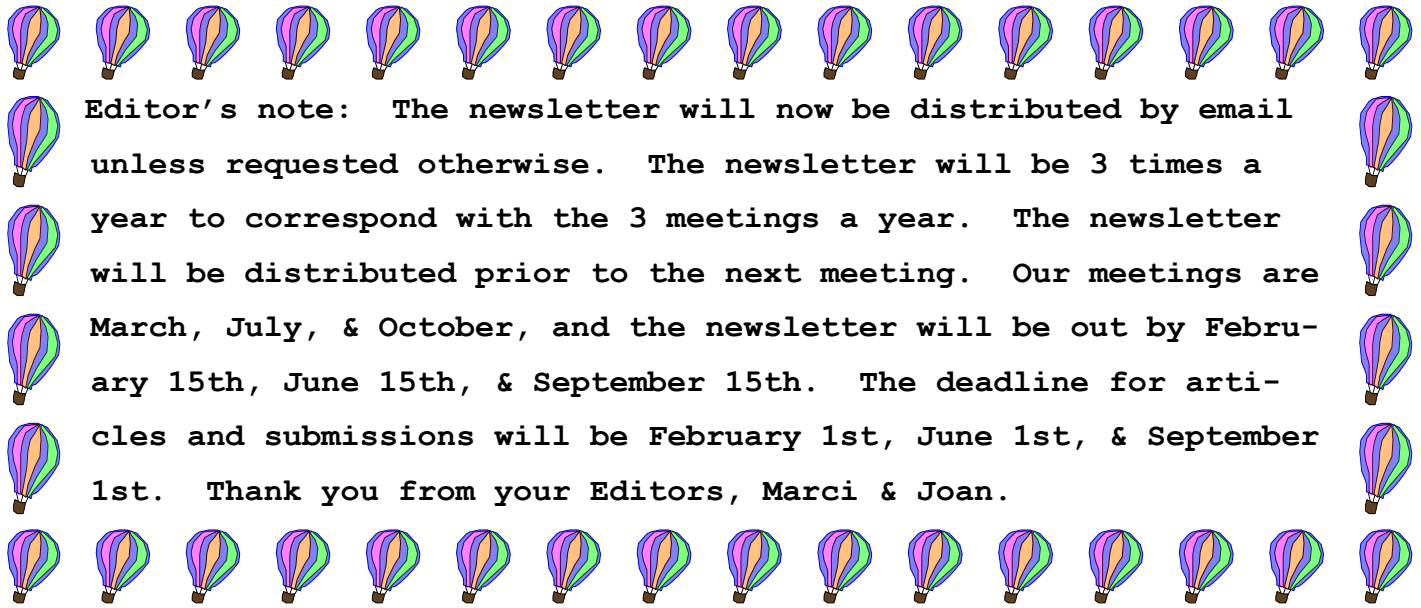 Editor’s note:  The newsletter will now be distributed by email
unless requested otherwise.  The newsletter will be 3 times a
year to correspond with the 3 meetings a year.  The newsletter
will be distributed prior to the next meeting.  Our meetings are
March, July, & October, and the newsletter will be out by Febru-
ary 15th, June 15th, & September 15th.  The deadline for arti-
cles and submissions will be February 1st, June 1st, & September
1st.  Thank you from your Editors, Marci & Joan.